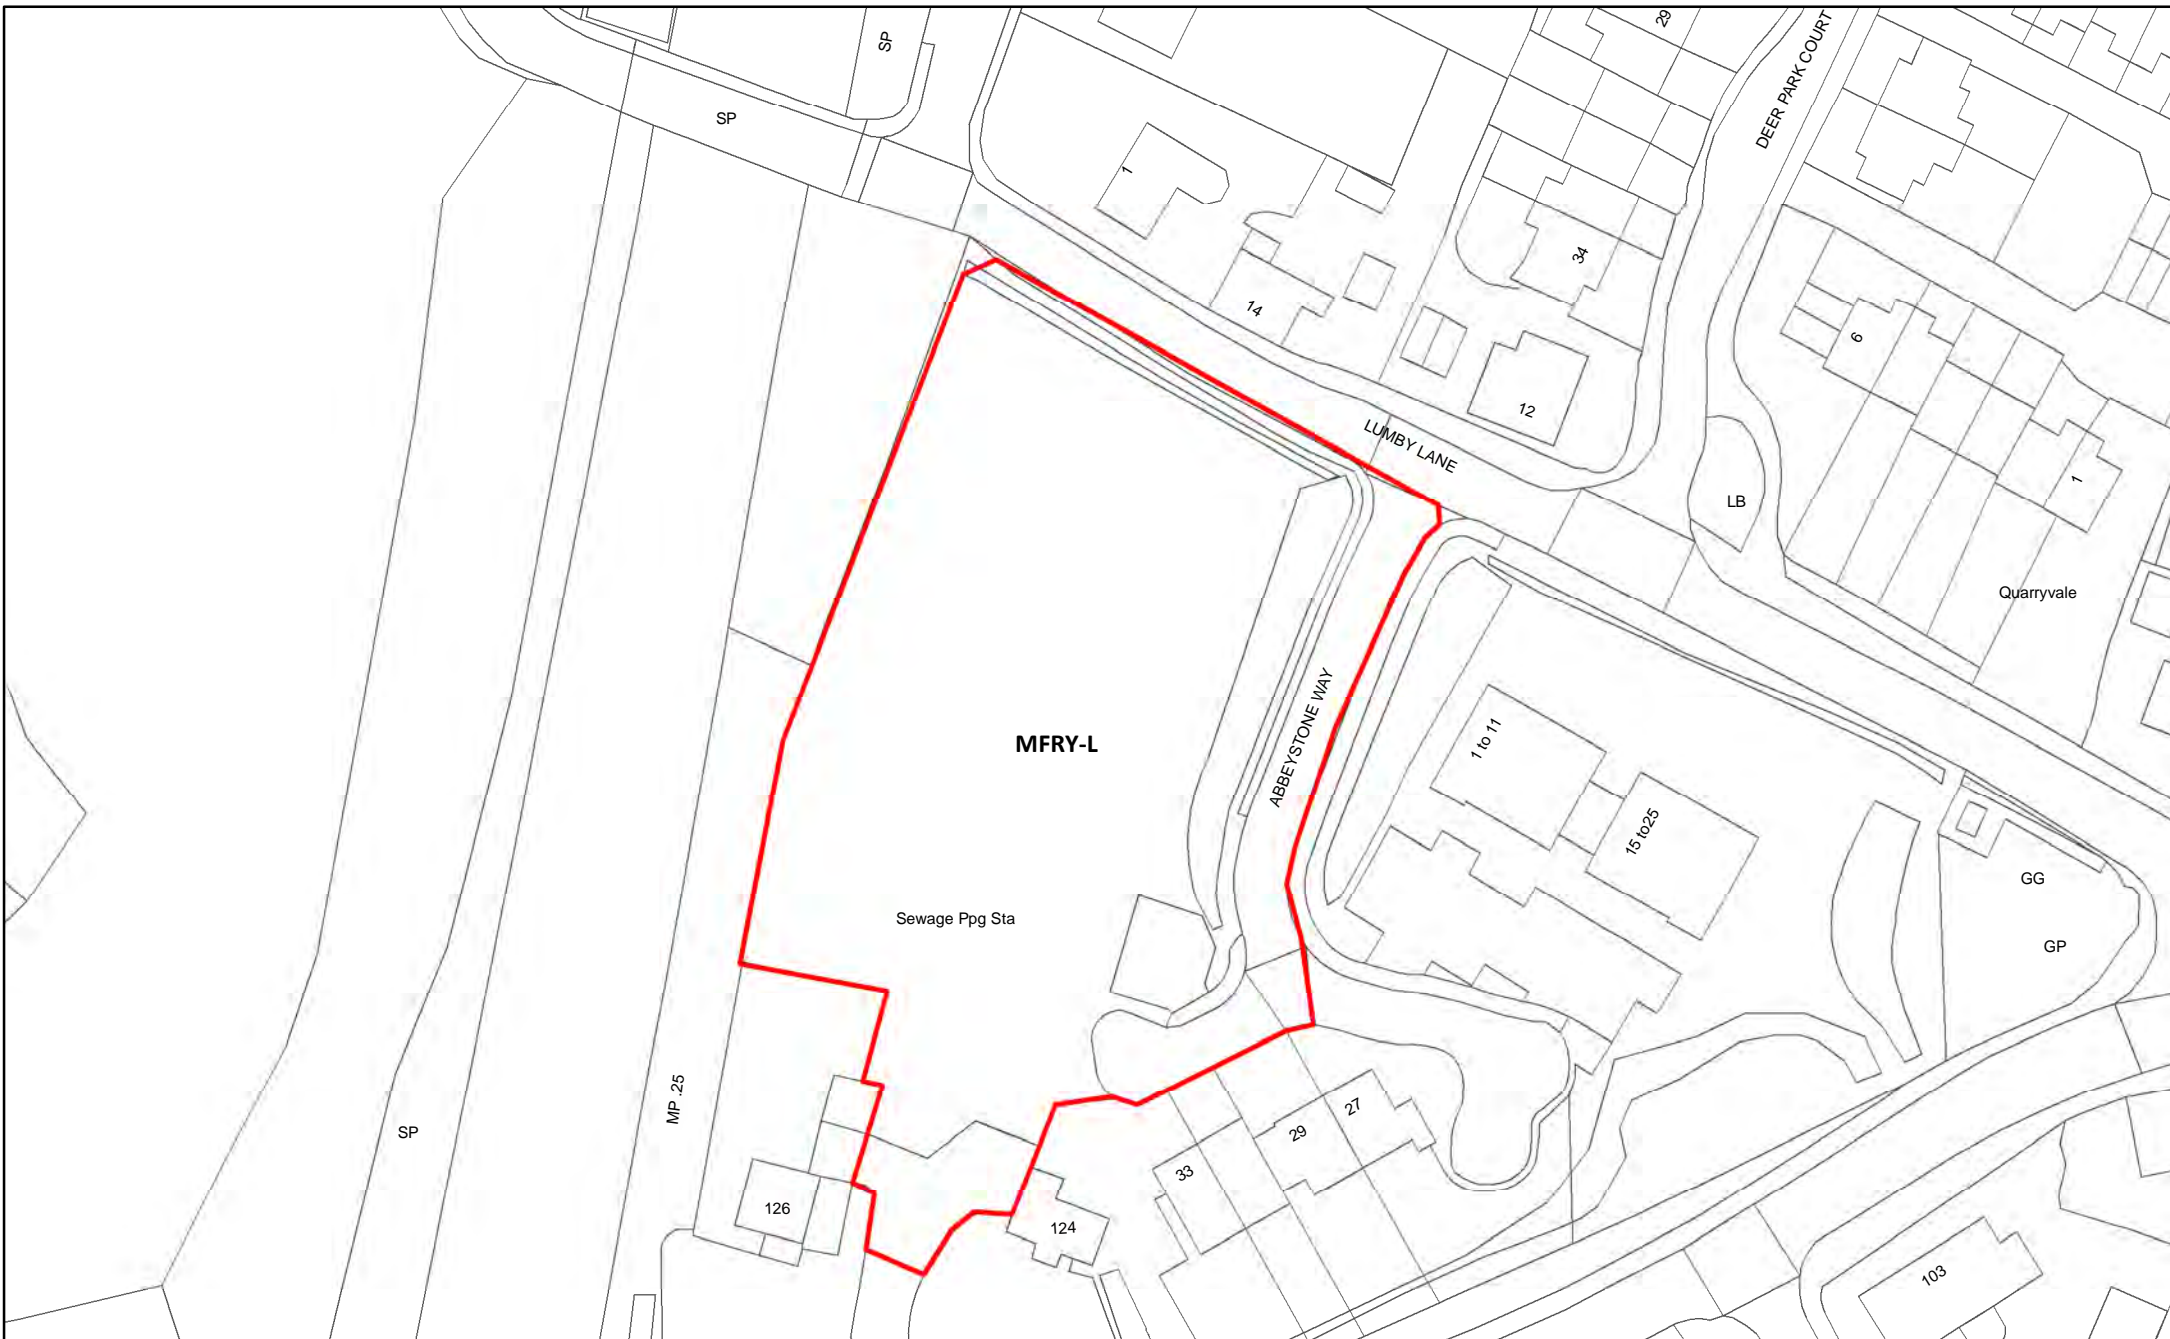 29
DEER PARK COURT
SP
SP
1
34
14
6
12
LUMBY LANE
1
LB
Quarryvale
ABBEYSTONE WAY
1 to 11
MFRY-L
15 to25
GG
Sewage Ppg Sta
GP
MP .25
27
SP
29
33
126
124
103